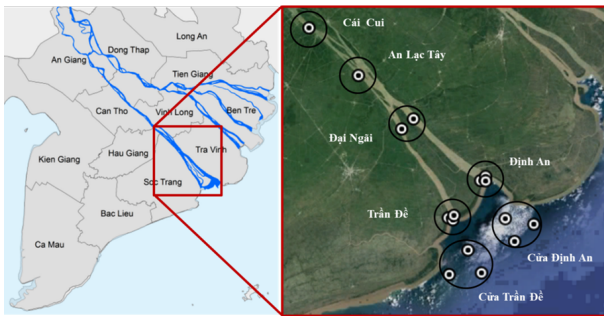 Long An
Dong Thap
An Giang
Tien Giang
Can Tho
Vinh Long
Ben Tre
Kien Giang
Hau Giang
Tra Vinh
Soc Trang
Bac Lieu
Ca Mau
Cái Cui
An Lạc Tây
Đại Ngãi
Định An
Trần Đề
Cửa Định An
Cửa Trần Đề